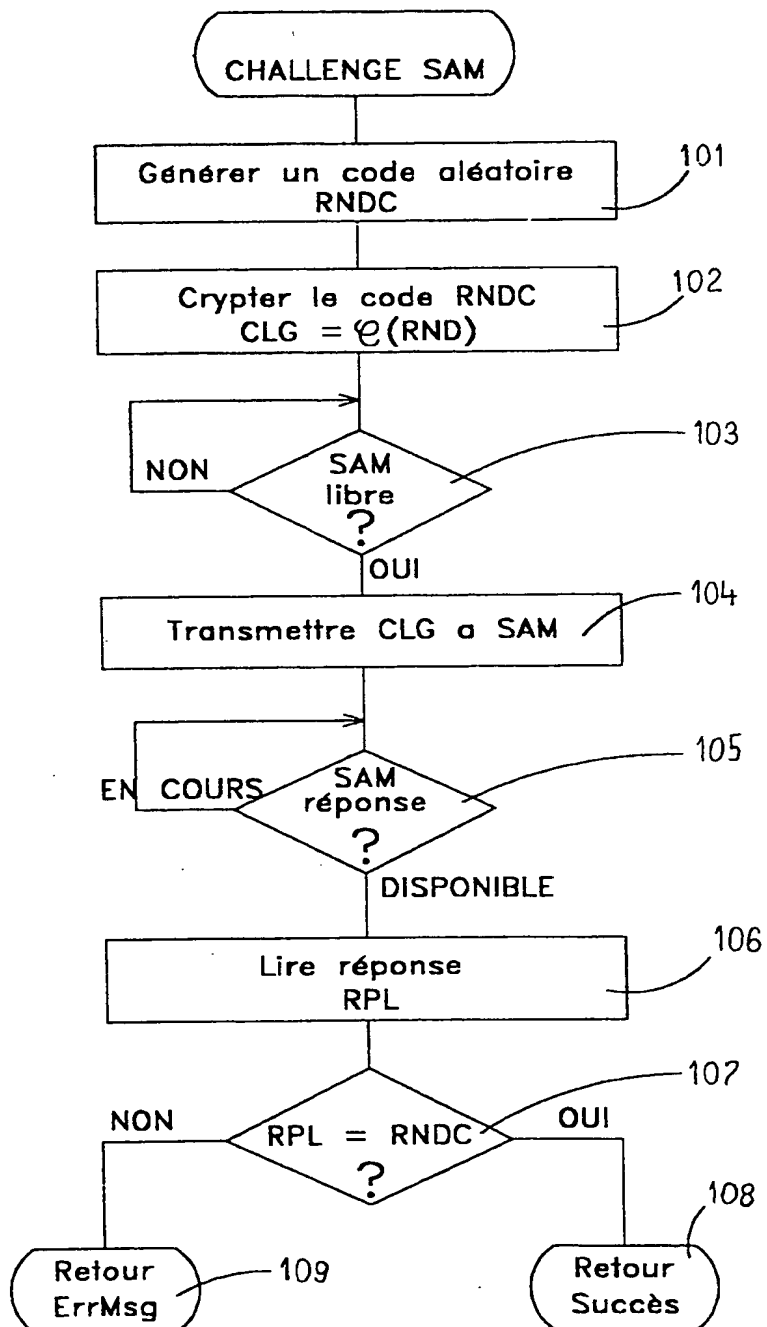 CHALLENGE SAM
Générer un code aléatoire
RNDC
101
Crypter le code RNDC
CLG = 𝒞(RND)
102
SAM
libre
?
103
NON
OUI
Transmettre CLG a SAM
104
SAM
réponse
?
105
EN COURS
DISPONIBLE
Lire réponse
RPL
106
RPL = RNDC
?
107
NON
OUI
108
Retour
ErrMsg
109
Retour
Succès